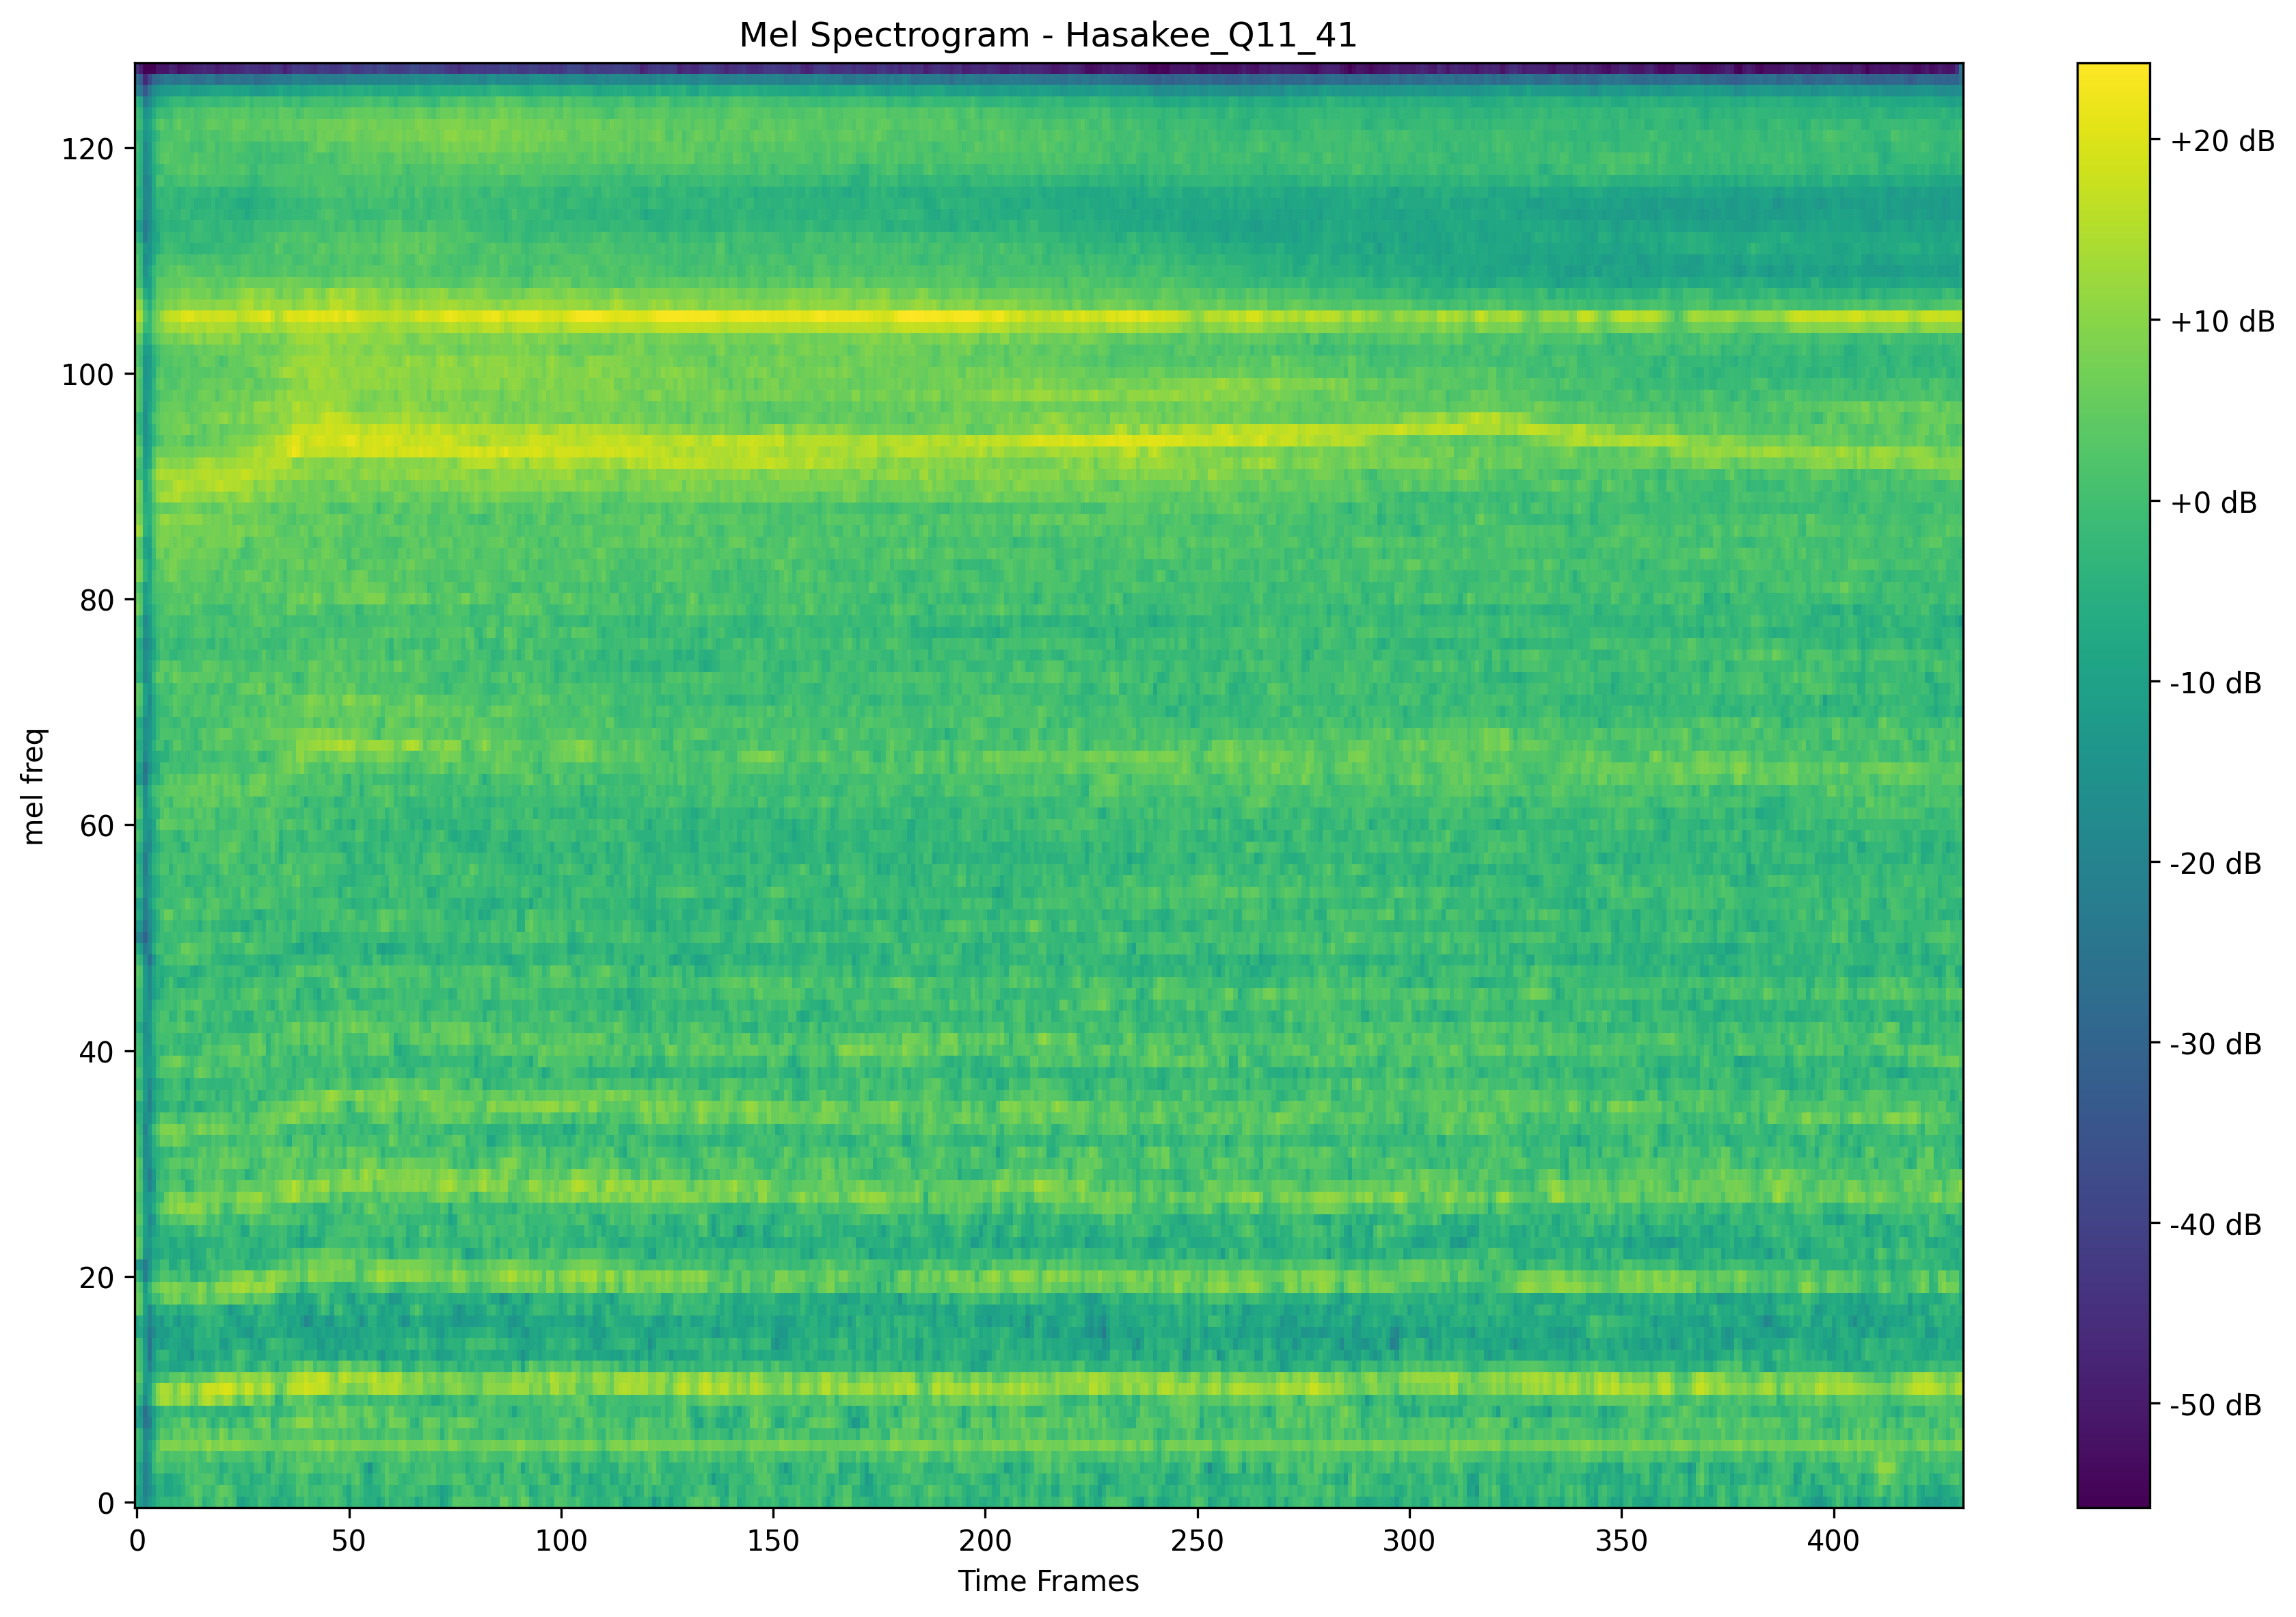 Mel Spectrogram - Hasakee_Q11_41
120
100
80
60
40
20
0
mel freq
0 50 100 150 200 250 300 350 400
Time Frames
+20 dB
+10 dB
+0 dB
-10 dB
-20 dB
-30 dB
-40 dB
-50 dB